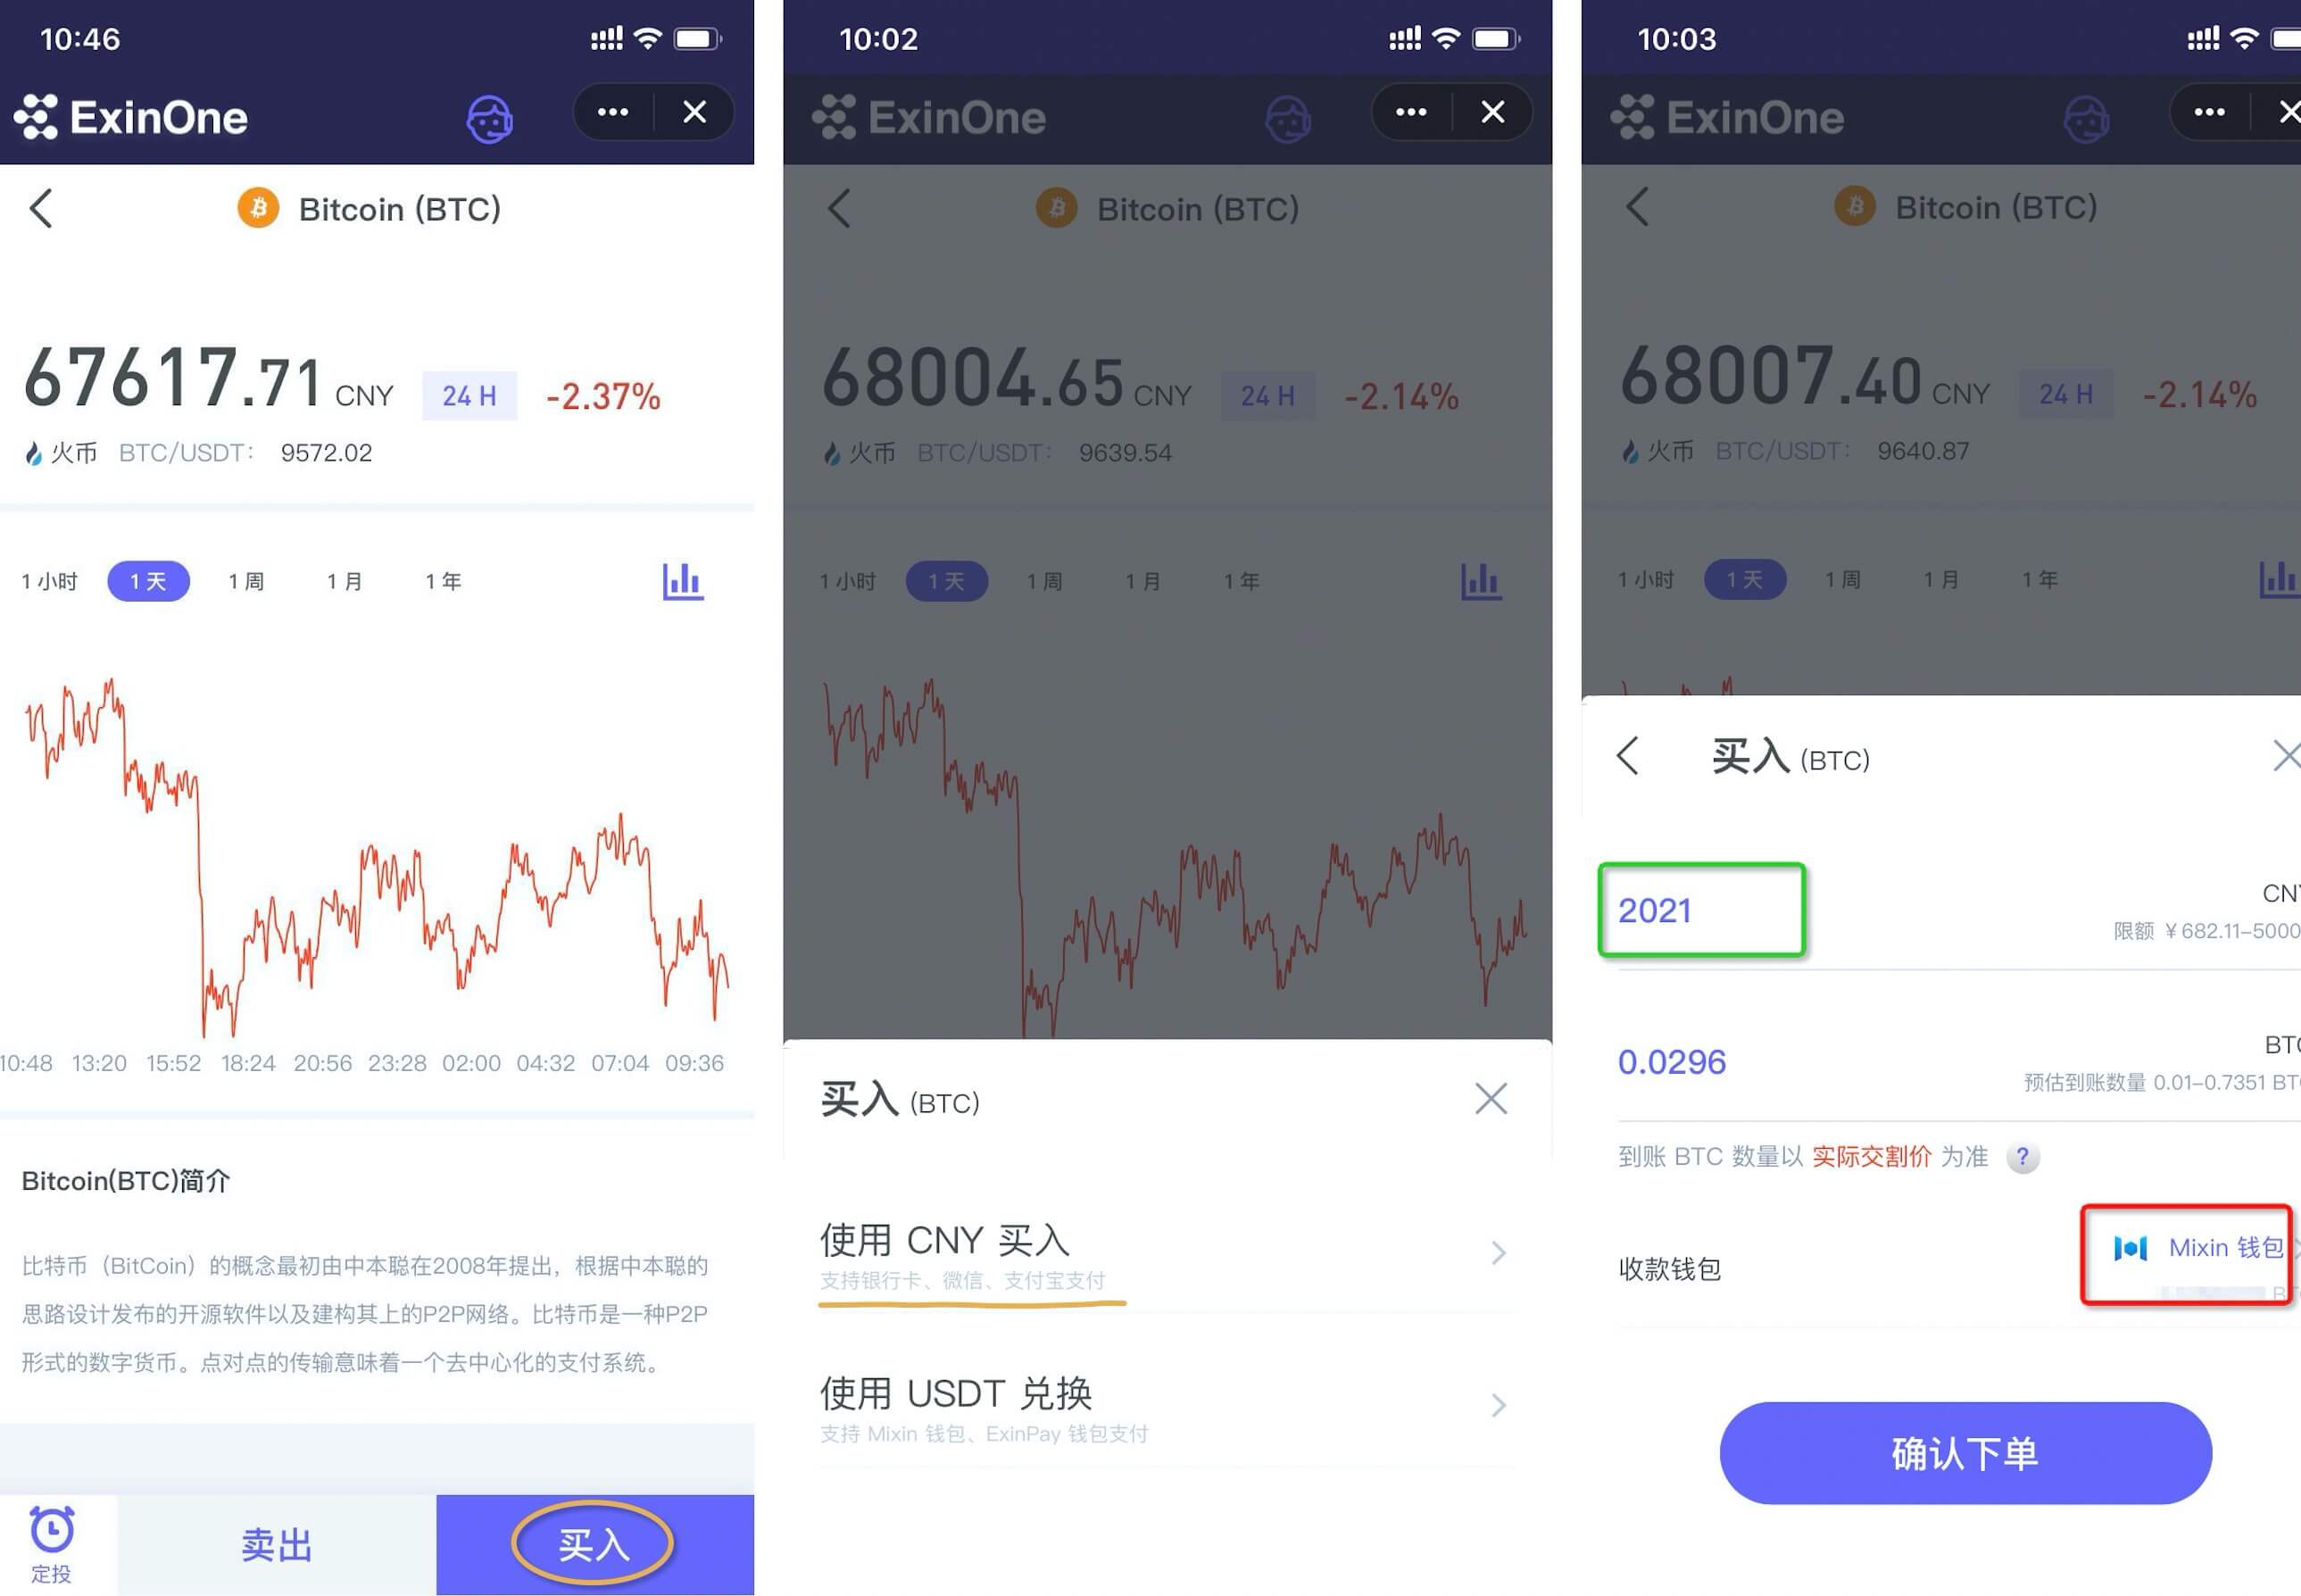 10:46
ExinOne
Bitcoin (BTC)
67617.71 CNY 24 H -2.37%
火币 BTC/USDT: 9572.02
1 小时 1 天 1 周 1 月 1 年
10:48 13:20 15:52 18:24 20:56 23:28 02:00 04:32 07:04 09:36
Bitcoin(BTC)简介
比特币（BitCoin）的概念最初由中本聪在2008年提出，根据中本聪的
思路设计发布的开源软件以及建构其上的P2P网络。比特币是一种P2P
形式的数字货币。点对点的传输意味着一个去中心化的支付系统。
定投
卖出
买入
10:02
ExinOne
Bitcoin (BTC)
68004.65 CNY 24 H -2.14%
火币 BTC/USDT: 9639.54
1 小时 1 天 1 周 1 月 1 年
买入 (BTC)
使用 CNY 买入
支持银行卡、微信、支付宝支付
使用 USDT 兑换
支持 Mixin 钱包、ExinPay 钱包支付
10:03
ExinOne
Bitcoin (BTC)
68007.40 CNY 24 H -2.14%
火币 BTC/USDT: 9640.87
1 小时 1 天 1 周 1 月 1 年
买入 (BTC)
2021
CNY
限额 ¥682.11-5000
0.0296
BTC
预估到账数量 0.01-0.7351 BTC
到账 BTC 数量以 实际交割价 为准 ?
收款钱包
Mixin 钱包
确认下单